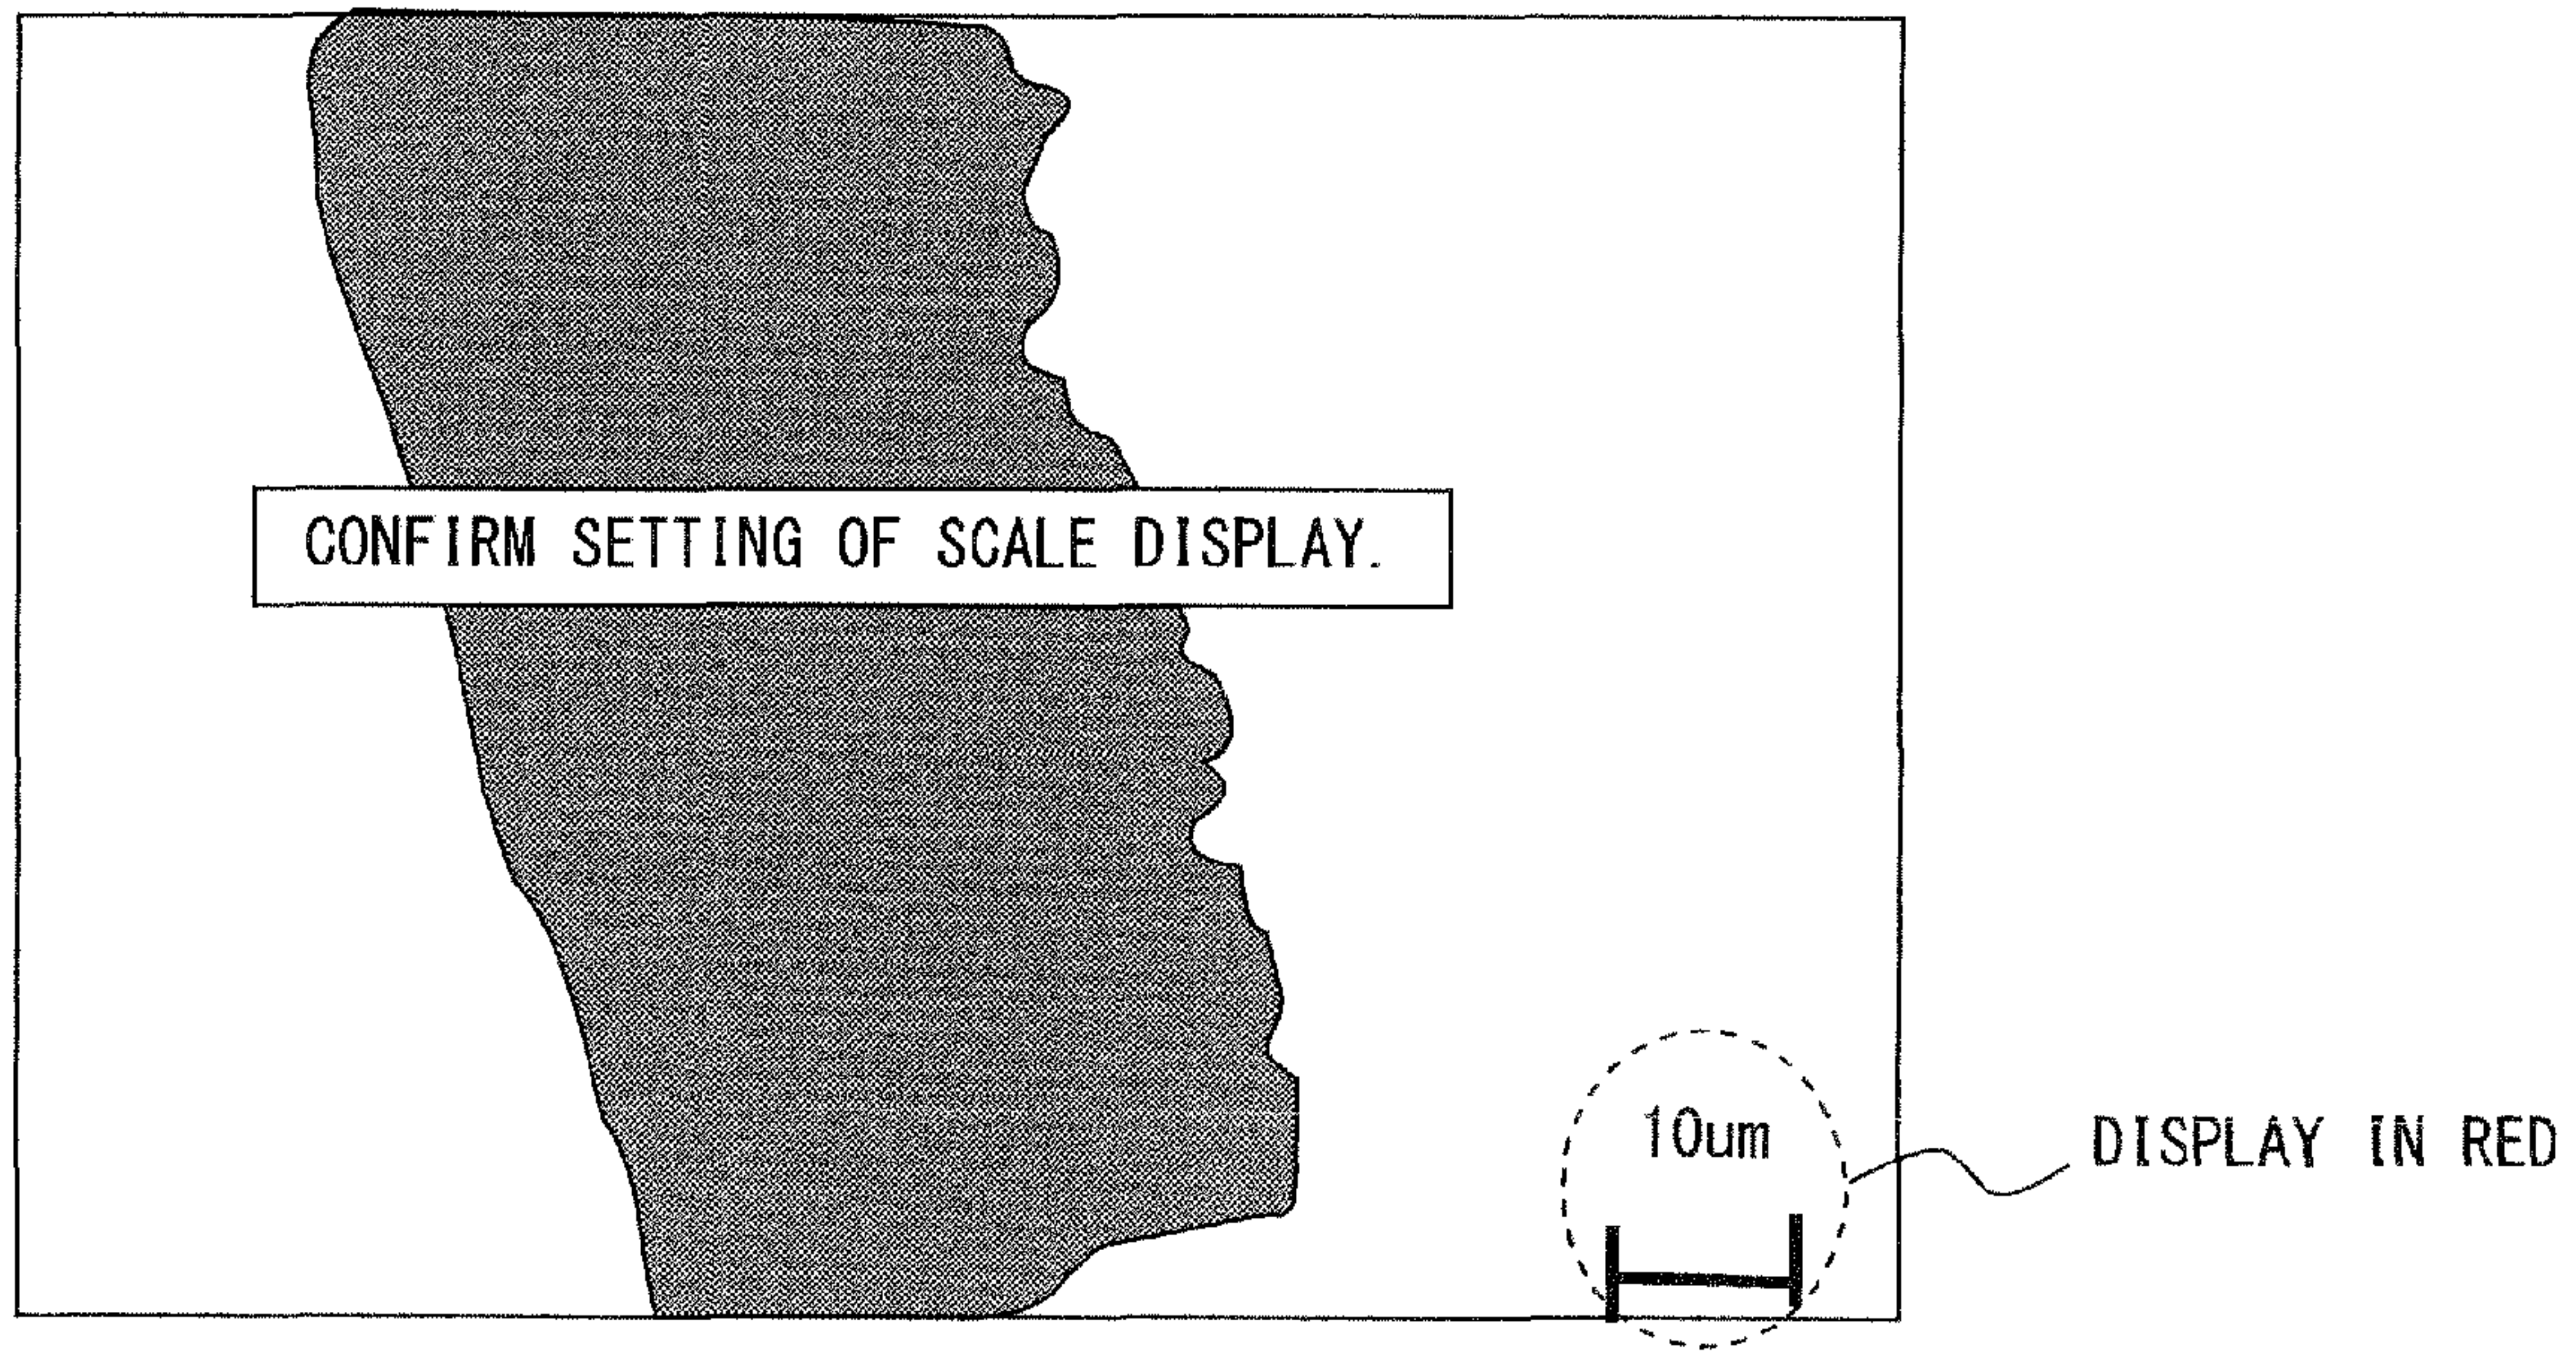 CONFIRM SETTING OF SCALE DISPLAY.
10um
DISPLAY IN RED